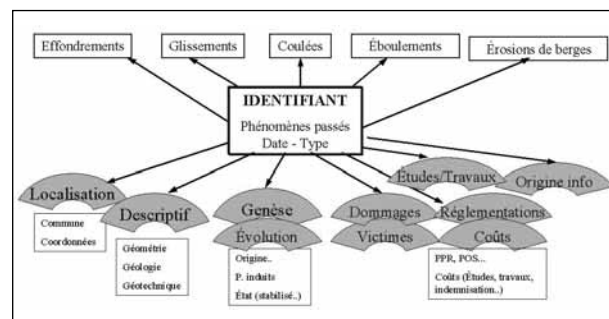 Effondrements
Glissements
Coulées
Éboulements
Érosions de berges
IDENTIFIANT
Phénomènes passés
Date - Type
Études/Travaux
Origine info
Localisation
Descriptif
Genèse
Dommages
Réglementations
Évolution
Victimes
Coûts
Commune
Coordonnées
Géométrie
Géologie
Géotechnique
Origine..
P. induits
État (stabilisé..)
PPR, POS...
Coûts (Études, travaux,
indemnisation..)